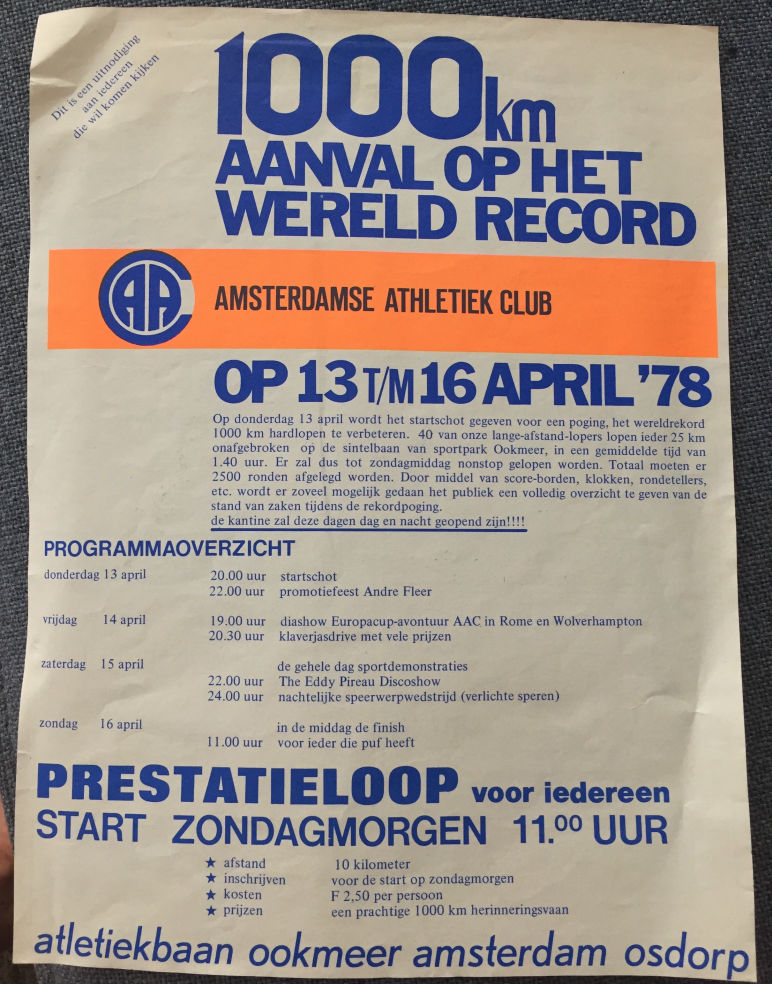 Dit is een uitnodiging
aan iedereen
die wil komen kijken
1000km
AANVAL OP HET
WERELD RECORD
AAC
AMSTERDAMSE ATHLETIEK CLUB
OP 13 T/M 16 APRIL '78
Op donderdag 13 april wordt het startschot gegeven voor een poging, het wereldrekord
1000 km hardlopen te verbeteren. 40 van onze lange-afstand-lopers lopen ieder 25 km
onafgebroken op de sintelbaan van sportpark Ookmeer, in een gemiddelde tijd van
1.40 uur. Er zal dus tot zondagmiddag nonstop gelopen worden. Totaal moeten er
2500 ronden afgelegd worden. Door middel van score-borden, klokken, rondetellers,
etc. wordt er zoveel mogelijk gedaan het publiek een volledig overzicht te geven van de
stand van zaken tijdens de rekordpoging.
de kantine zal deze dagen dag en nacht geopend zijn!!!!
PROGRAMMAOVERZICHT
donderdag 13 april 20.00 uur startschot
22.00 uur promotiefeest Andre Fleer
vrijdag 14 april 19.00 uur diashow Europacup-avontuur AAC in Rome en Wolverhampton
20.30 uur klaverjasdrive met vele prijzen
zaterdag 15 april de gehele dag sportdemonstraties
22.00 uur The Eddy Pireau Discoshow
24.00 uur nachtelijke speerwerpwedstrijd (verlichte speren)
zondag 16 april in de middag de finish
11.00 uur voor ieder die puf heeft
PRESTATIELOOP voor iedereen
START ZONDAGMORGEN 11.00 UUR
★ afstand 10 kilometer
★ inschrijven voor de start op zondagmorgen
★ kosten F 2,50 per persoon
★ prijzen een prachtige 1000 km herinneringsvaan
atletiekbaan ookmeer amsterdam osdorp